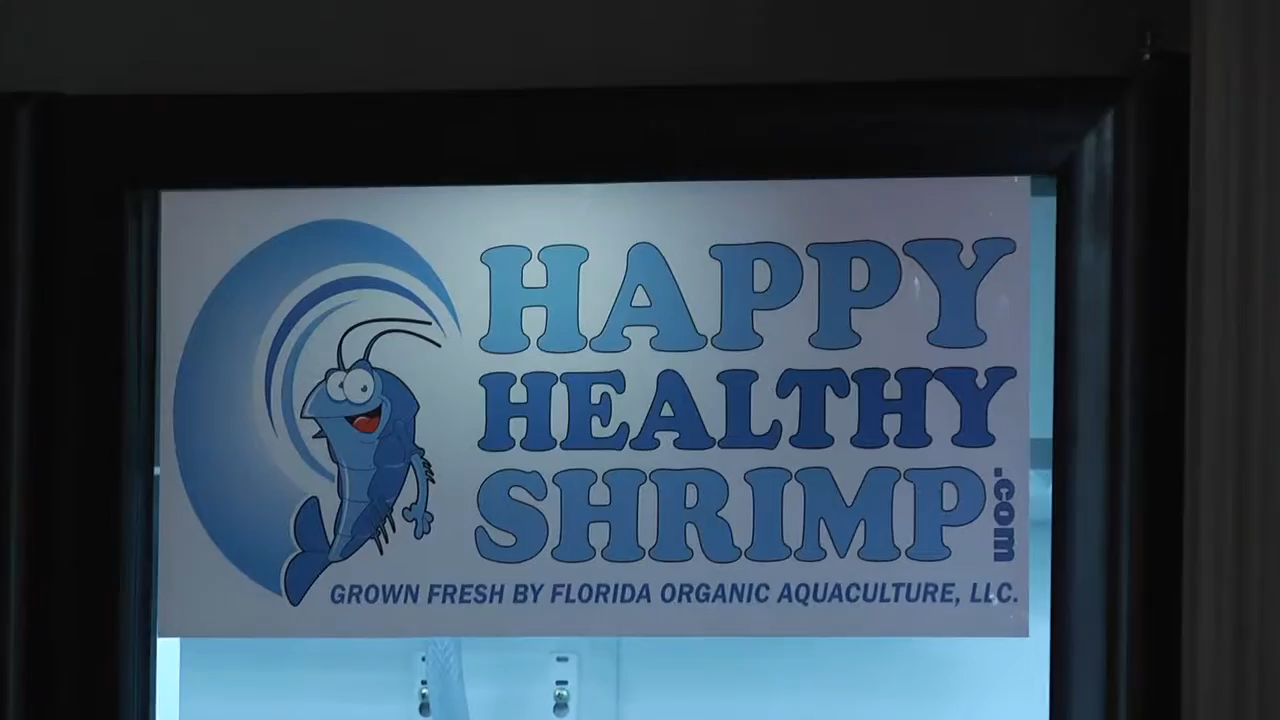 HAPPY
HEALTHY
SHRIMP
.com
GROWN FRESH BY FLORIDA ORGANIC AQUACULTURE, LLC.